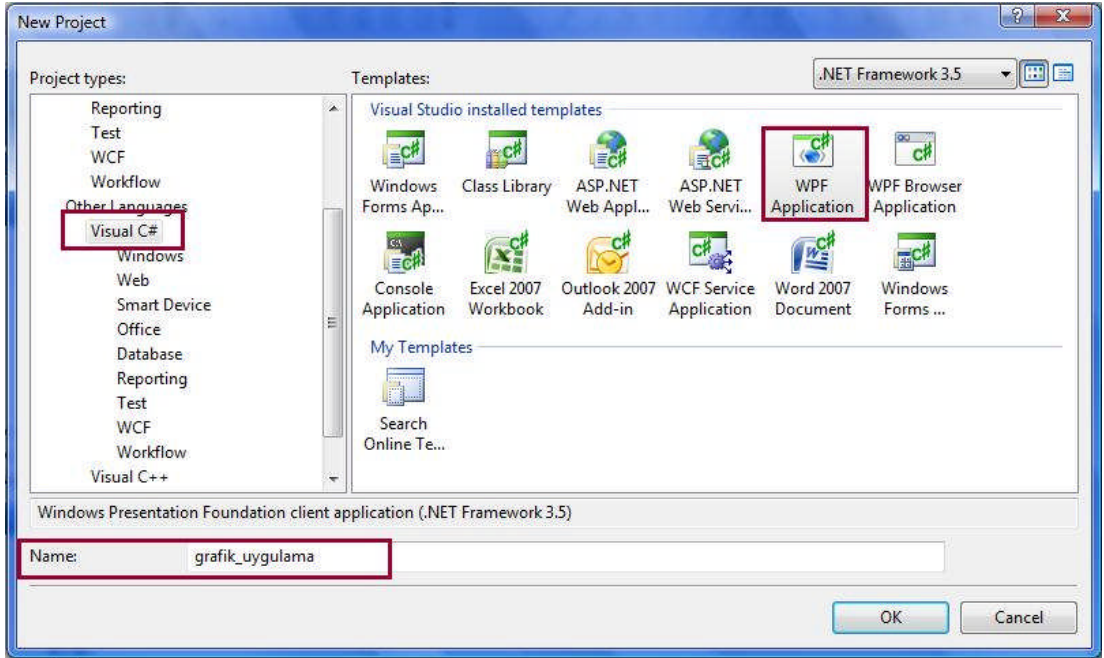 New Project
Project types:
Templates:
.NET Framework 3.5
Reporting
Test
WCF
Workflow
Other Languages
Visual C#
Windows
Web
Smart Device
Office
Database
Reporting
Test
WCF
Workflow
Visual C++
Visual Studio installed templates
Windows
Forms Ap...
Class Library
ASP.NET
Web Appl...
ASP.NET
Web Servi...
WPF
Application
WPF Browser
Application
Console
Application
Excel 2007
Workbook
Outlook 2007
Add-in
WCF Service
Application
Word 2007
Document
Windows
Forms ...
My Templates
Search
Online Te...
Windows Presentation Foundation client application (.NET Framework 3.5)
Name:
grafik_uygulama
OK
Cancel